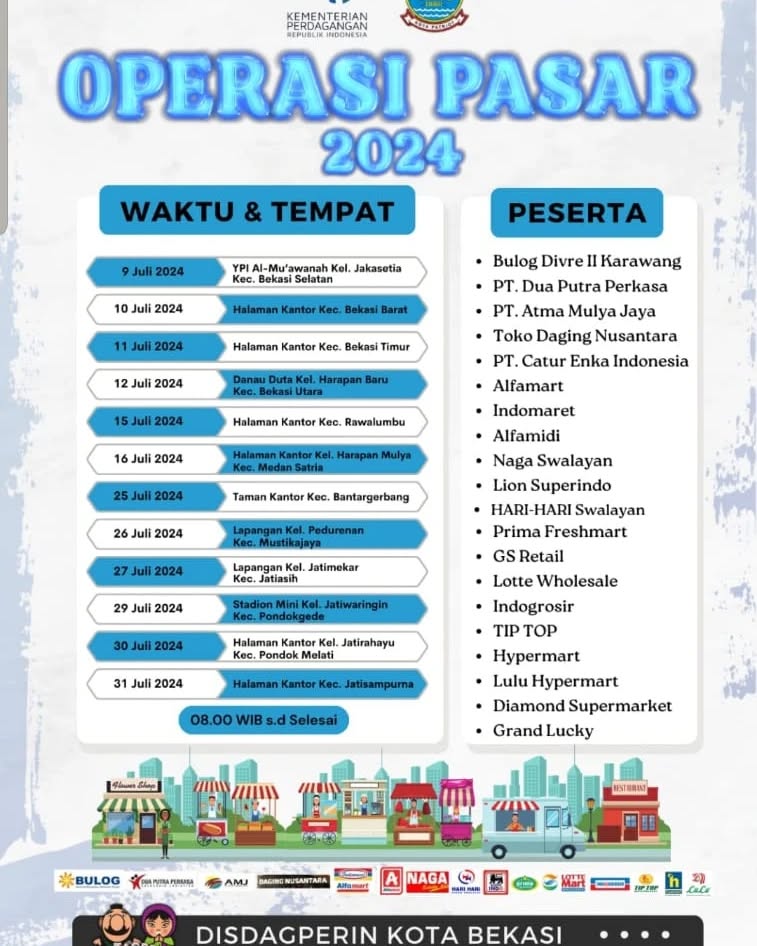 KEMENTERIAN
PERDAGANGAN
REPUBLIK INDONESIA
OPERASI PASAR
2024
WAKTU & TEMPAT
9 Juli 2024
YPI Al-Mu'awanah Kel. Jakasetia
Kec. Bekasi Selatan
10 Juli 2024
Halaman Kantor Kec. Bekasi Barat
11 Juli 2024
Halaman Kantor Kec. Bekasi Timur
12 Juli 2024
Danau Duta Kel. Harapan Baru
Kec. Bekasi Utara
15 Juli 2024
Halaman Kantor Kec. Rawalumbu
16 Juli 2024
Halaman Kantor Kel. Harapan Mulya
Kec. Medan Satria
25 Juli 2024
Taman Kantor Kec. Bantargerbang
26 Juli 2024
Lapangan Kel. Pedurenan
Kec. Mustikajaya
27 Juli 2024
Lapangan Kel. Jatimekar
Kec. Jatiasih
29 Juli 2024
Stadion Mini Kel. Jatiwaringin
Kec. Pondokgede
30 Juli 2024
Halaman Kantor Kel. Jatirahayu
Kec. Pondok Melati
31 Juli 2024
Halaman Kantor Kec. Jatisampurna
08.00 WIB s.d Selesai
PESERTA
• Bulog Divre II Karawang
• PT. Dua Putra Perkasa
• PT. Atma Mulya Jaya
• Toko Daging Nusantara
• PT. Catur Enka Indonesia
• Alfamart
• Indomaret
• Alfamidi
• Naga Swalayan
• Lion Superindo
• HARI-HARI Swalayan
• Prima Freshmart
• GS Retail
• Lotte Wholesale
• Indogrosir
• TIP TOP
• Hypermart
• Lulu Hypermart
• Diamond Supermarket
• Grand Lucky
Flower Shop
RESTAURANT
BULOG
DUA PUTRA PERKASA
AMJ
DAGING NUSANTARA
Alfamart
A
NAGA
HARI HARI
LOTTE
Mart
TIP TOP
h
LuLu
DISDAGPERIN KOTA BEKASI